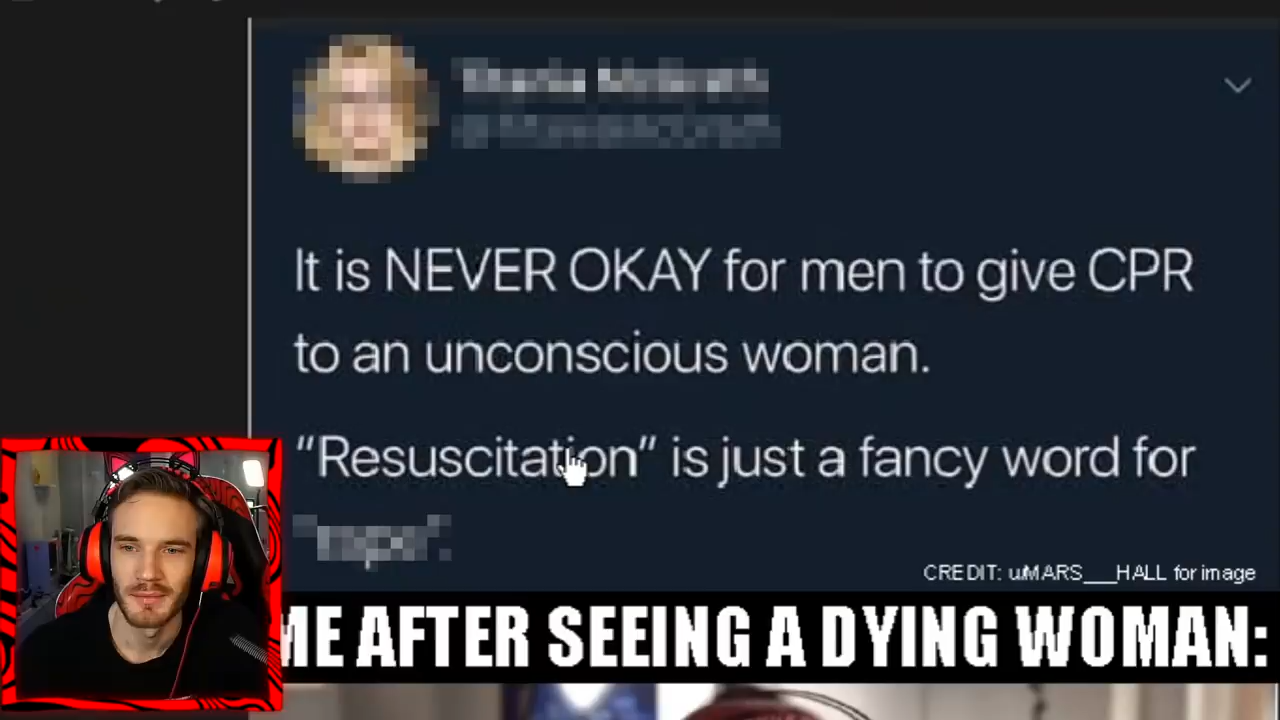 It is NEVER OKAY for men to give CPR
to an unconscious woman.
“Resuscitation” is just a fancy word for
CREDIT: u/MARS___HALL for image
ME AFTER SEEING A DYING WOMAN: